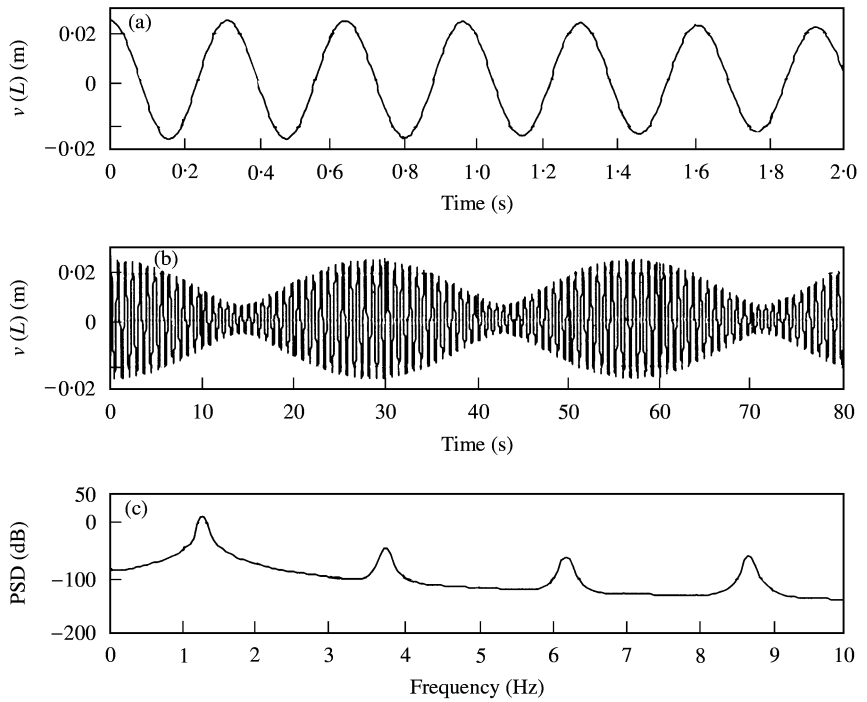 (a)
0·02
0
−0·02
v (L) (m)
0 0·2 0·4 0·6 0·8 1·0 1·2 1·4 1·6 1·8 2·0
Time (s)
(b)
0·02
0
−0·02
v (L) (m)
0 10 20 30 40 50 60 70 80
Time (s)
(c)
50
0
−100
−200
PSD (dB)
0 1 2 3 4 5 6 7 8 9 10
Frequency (Hz)